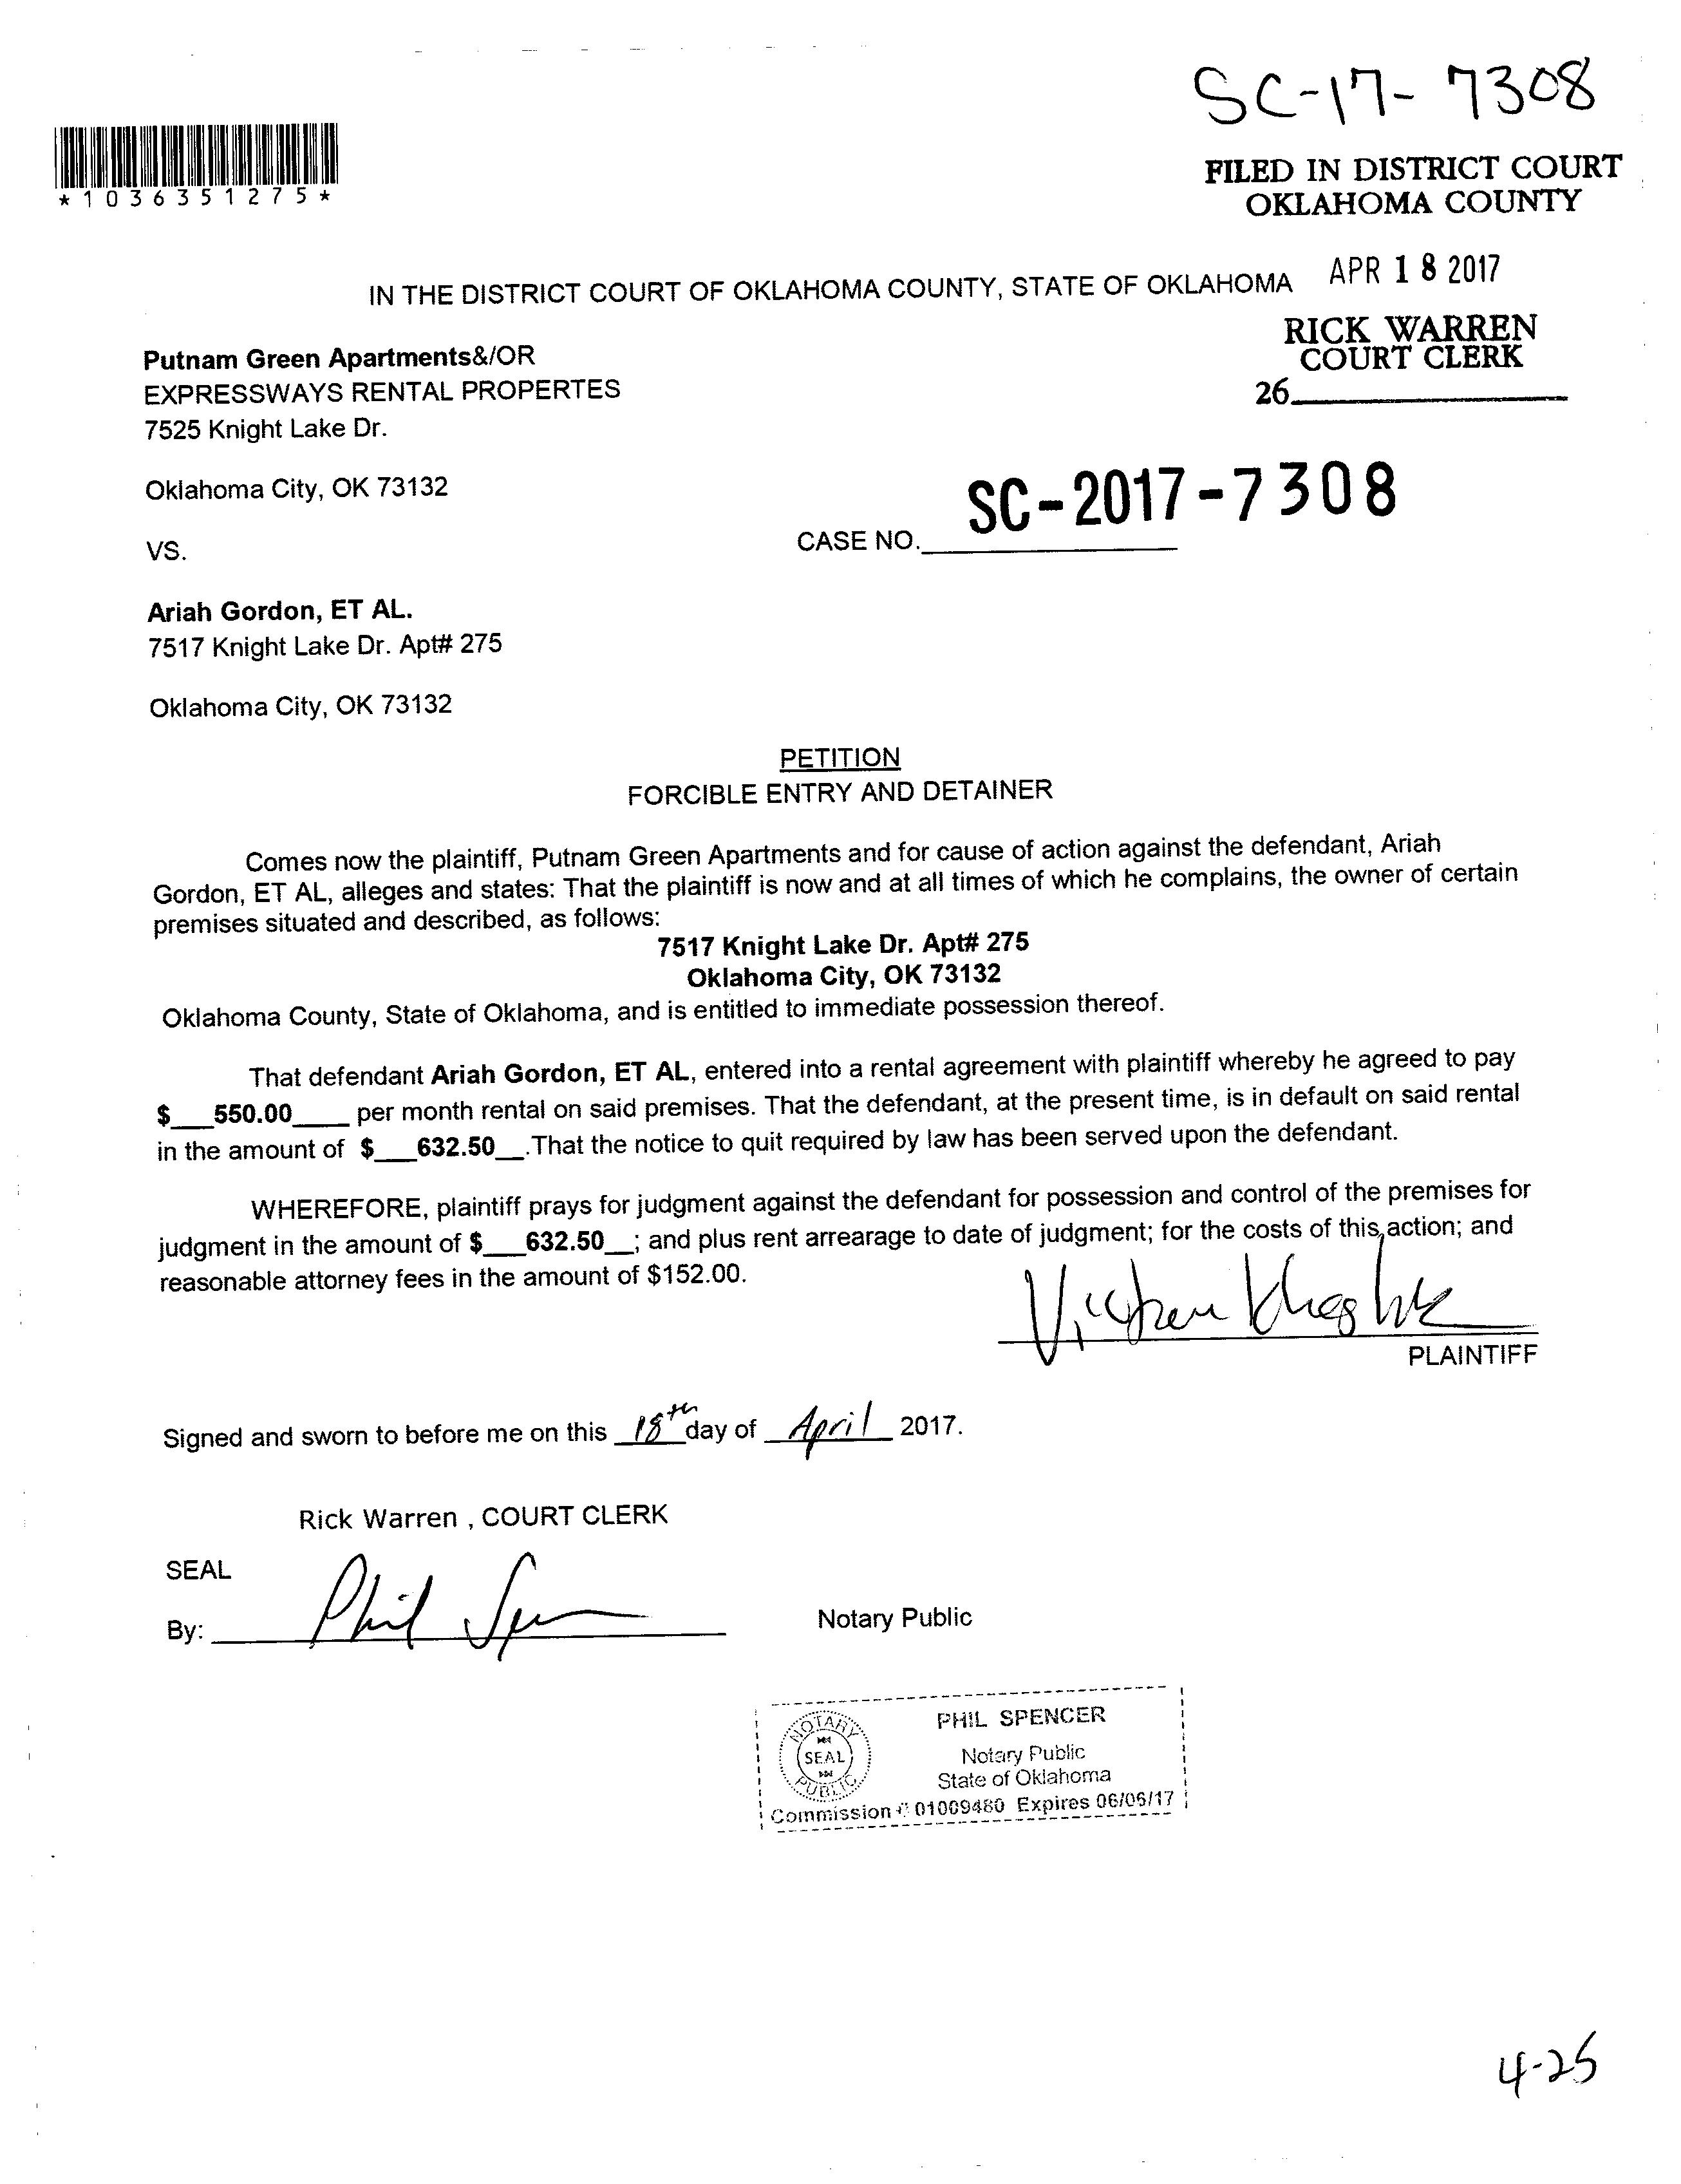 SC-17-7308
FILED IN DISTRICT COURT
OKLAHOMA COUNTY
*1036351275*
IN THE DISTRICT COURT OF OKLAHOMA COUNTY, STATE OF OKLAHOMA
APR 18 2017
RICK WARREN
COURT CLERK
26
Putnam Green Apartments&/OR
EXPRESSWAYS RENTAL PROPERTES
7525 Knight Lake Dr.
Oklahoma City, OK 73132
SC-2017-7308
CASE NO.
VS.
Ariah Gordon, ET AL.
7517 Knight Lake Dr. Apt# 275
Oklahoma City, OK 73132
PETITION
FORCIBLE ENTRY AND DETAINER
Comes now the plaintiff, Putnam Green Apartments and for cause of action against the defendant, Ariah
Gordon, ET AL, alleges and states: That the plaintiff is now and at all times of which he complains, the owner of certain
premises situated and described, as follows:
7517 Knight Lake Dr. Apt# 275
Oklahoma City, OK 73132
Oklahoma County, State of Oklahoma, and is entitled to immediate possession thereof.
That defendant Ariah Gordon, ET AL, entered into a rental agreement with plaintiff whereby he agreed to pay
$___550.00____ per month rental on said premises. That the defendant, at the present time, is in default on said rental
in the amount of $___632.50__.That the notice to quit required by law has been served upon the defendant.
WHEREFORE, plaintiff prays for judgment against the defendant for possession and control of the premises for
judgment in the amount of $___632.50__; and plus rent arrearage to date of judgment; for the costs of this action; and
reasonable attorney fees in the amount of $152.00.
PLAINTIFF
Signed and sworn to before me on this 18th day of April 2017.
Rick Warren , COURT CLERK
SEAL
By: Phil Spencer
Notary Public
PHIL SPENCER
NOTARY
SEAL
PUBLIC
Notary Public
State of Oklahoma
Commission # 01009480 Expires 06/06/17
4-25